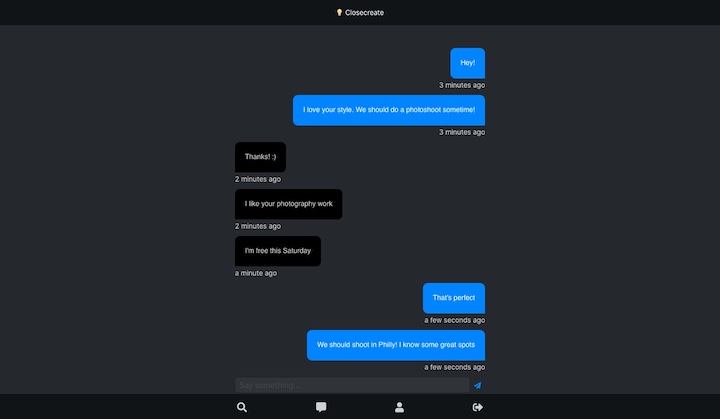 Closecreate
Hey!
3 minutes ago
I love your style. We should do a photoshoot sometime!
3 minutes ago
Thanks! :)
2 minutes ago
I like your photography work
2 minutes ago
I'm free this Saturday
a minute ago
That's perfect
a few seconds ago
We should shoot in Philly! I know some great spots
a few seconds ago
Say something...